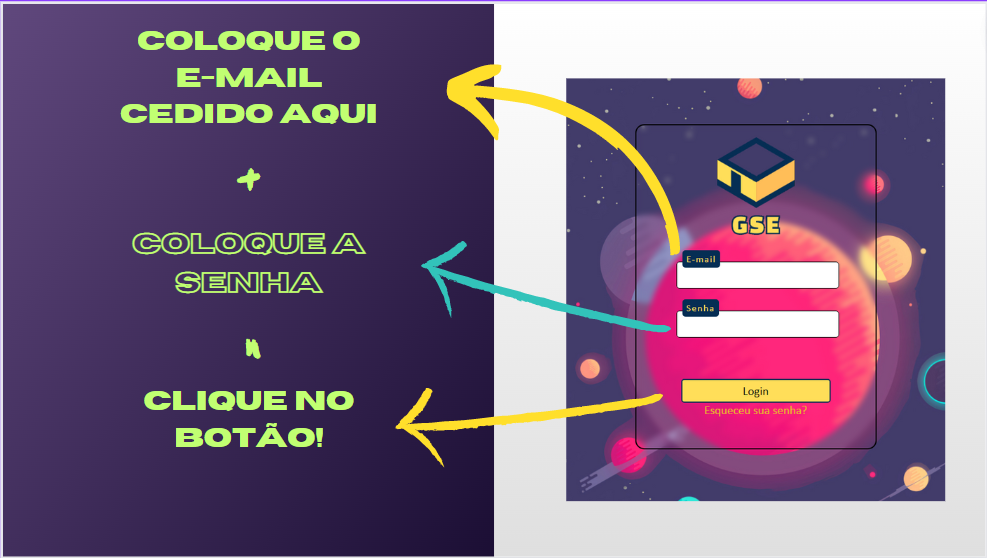 COLOQUE O
E-MAIL
CEDIDO AQUI
+
COLOQUE A
SENHA
n
CLIQUE NO
BOTÃO!
GSE
E-mail
Senha
Login
Esqueceu sua senha?